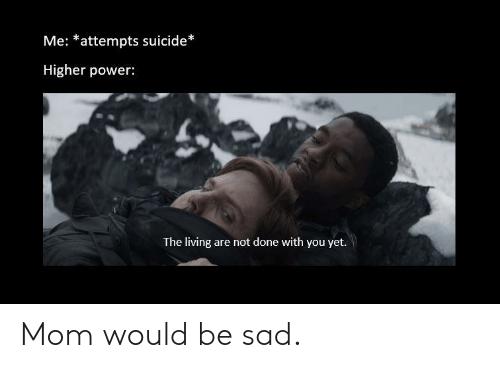 Me: *attempts suicide*
Higher power:
The living are not done with you yet.
Mom would be sad.